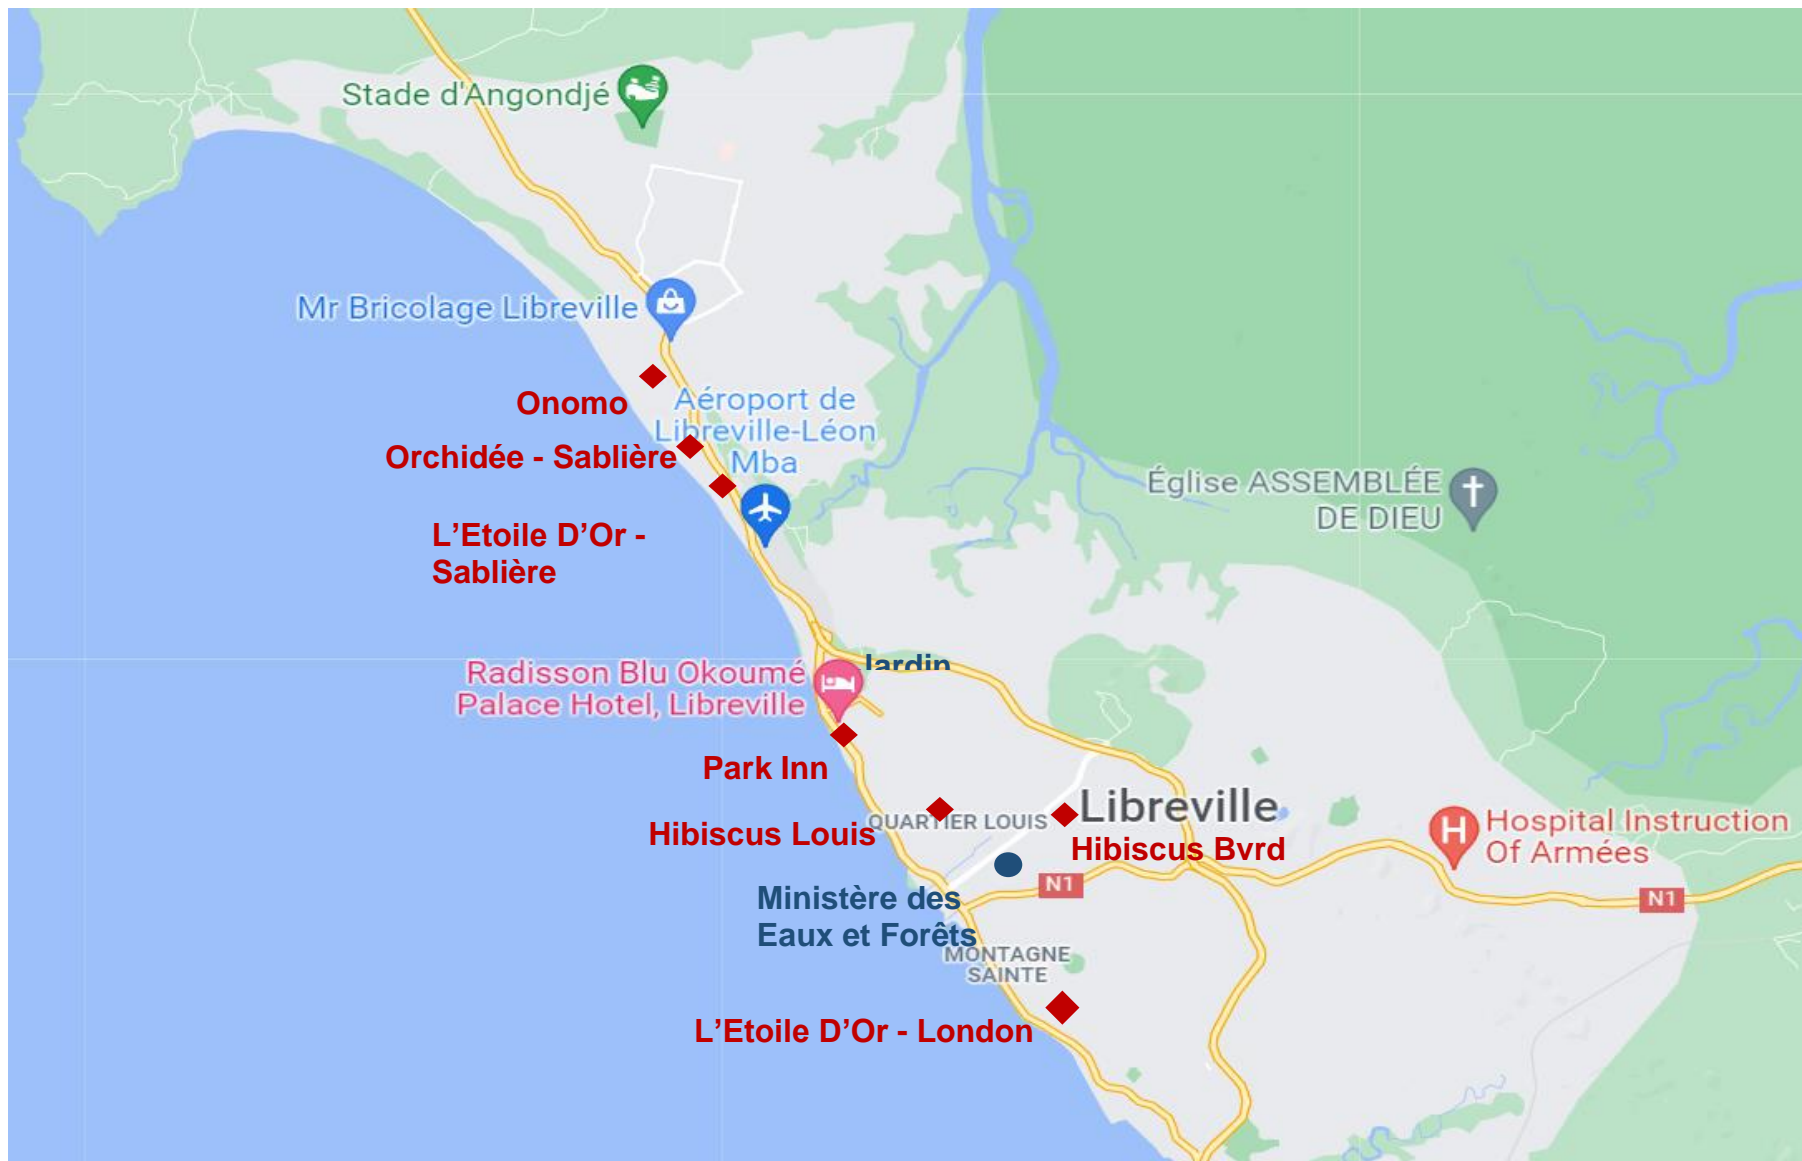 Stade d'Angondjé
Mr Bricolage Libreville
Onomo
Aéroport de
Libreville-Léon
Mba
Orchidée - Sablière
Église ASSEMBLÉE
DE DIEU
L’Etoile D’Or -
Sablière
Jardin
Radisson Blu Okoumé
Palace Hotel, Libreville
Park Inn
Libreville
QUARTIER LOUIS
Hibiscus Louis
Hibiscus Bvrd
Hospital Instruction
Of Armées
N1
N1
Ministère des
Eaux et Forêts
MONTAGNE
SAINTE
L’Etoile D’Or - London